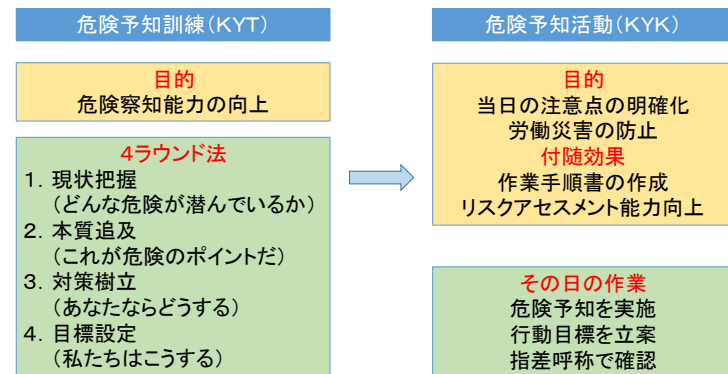 危険予知訓練(KYT)
目的
危険察知能力の向上
4ラウンド法
1. 現状把握
(どんな危険が潜んでいるか)
2. 本質追及
(これが危険のポイントだ)
3. 対策樹立
(あなたならどうする)
4. 目標設定
(私たちはこうする)
危険予知活動(KYK)
目的
当日の注意点の明確化
労働災害の防止
付随効果
作業手順書の作成
リスクアセスメント能力向上
その日の作業
危険予知を実施
行動目標を立案
指差呼称で確認